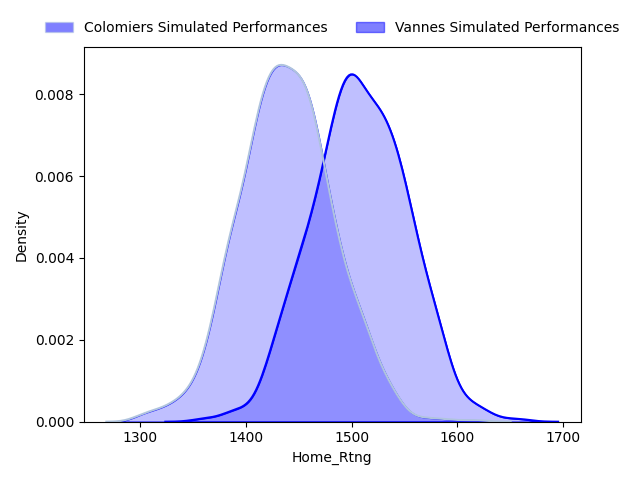 Colomiers Simulated Performances Vannes Simulated Performances
0.008
0.006
Density
0.004
0.002
0.000
1300 1400 1500 1600 1700
Home_Rtng